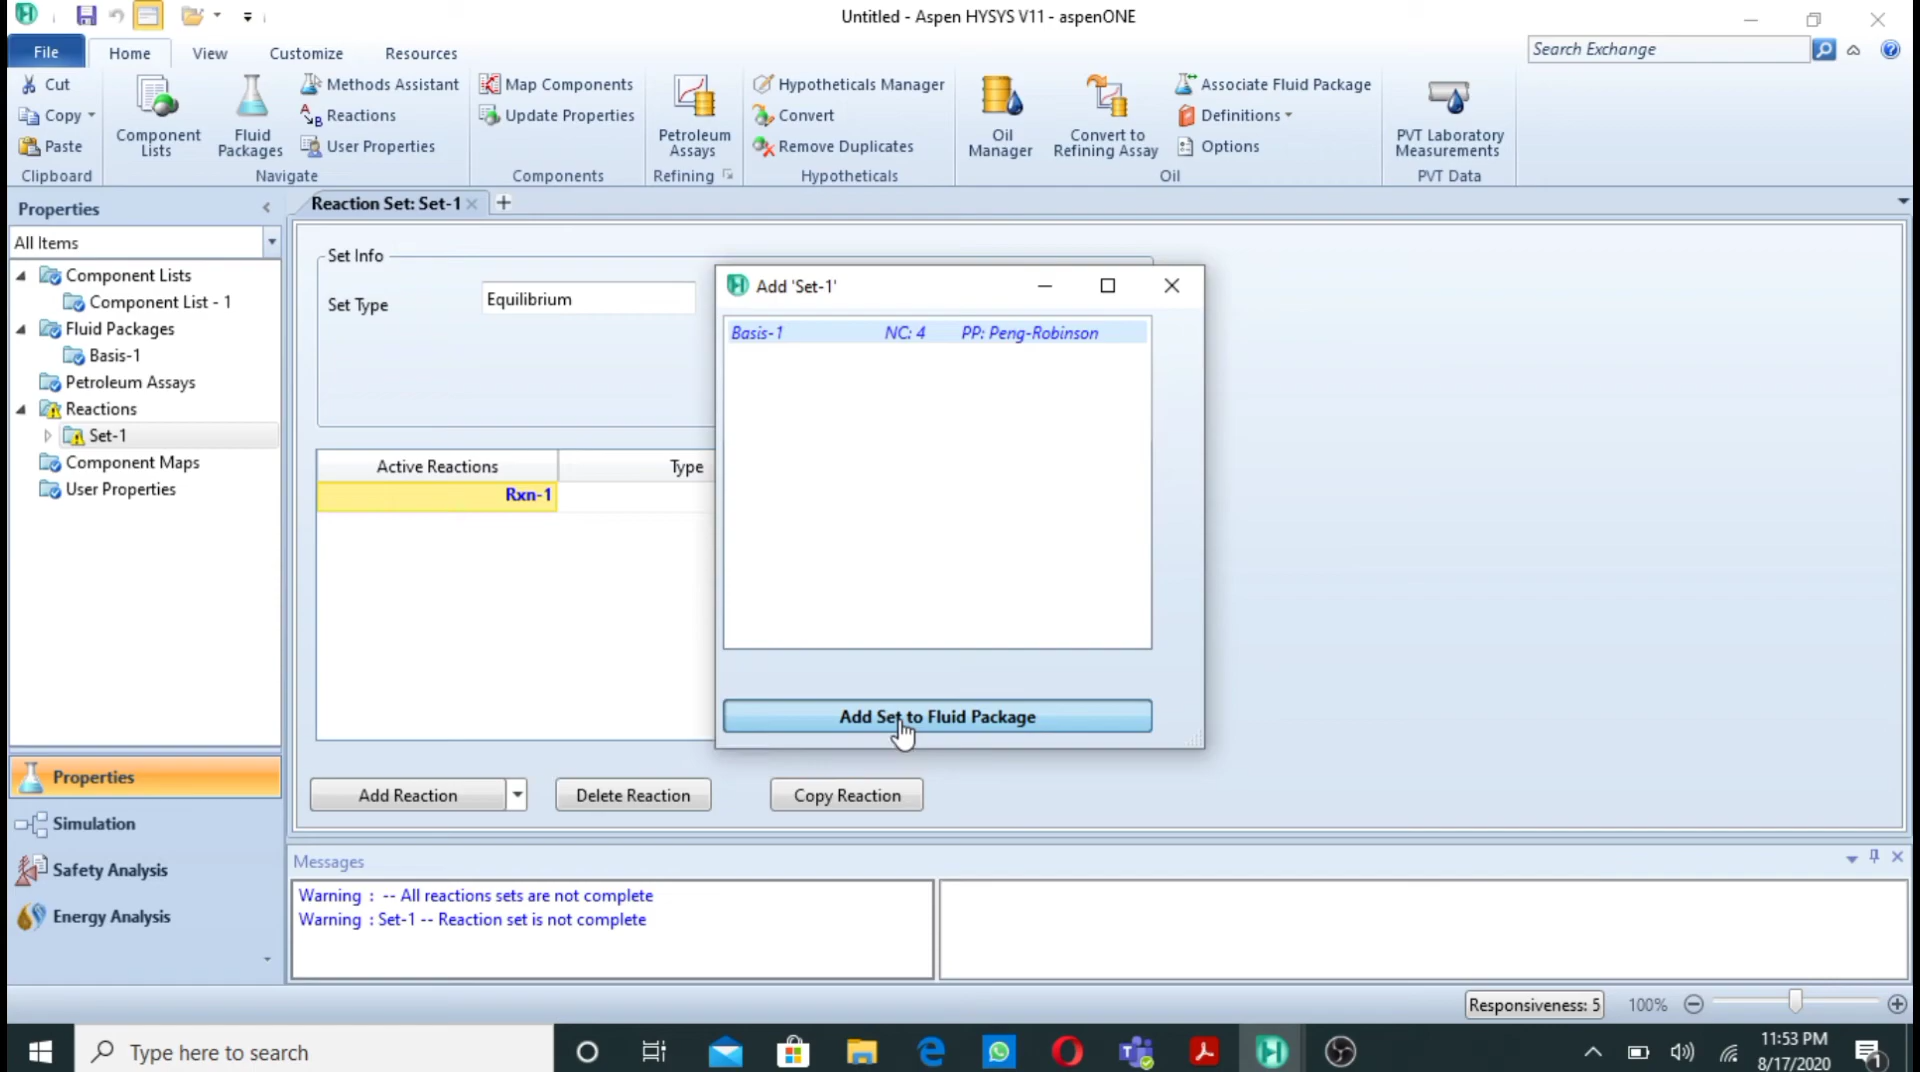 Untitled - Aspen HYSYS V11 - aspenONE
File
Home
View
Customize
Resources
Search Exchange
Cut
Copy
Paste
Clipboard
Component Lists
Fluid Packages
Methods Assistant
Reactions
User Properties
Navigate
Map Components
Update Properties
Components
Petroleum Assays
Refining
Hypotheticals Manager
Convert
Remove Duplicates
Hypotheticals
Oil Manager
Convert to Refining Assay
Associate Fluid Package
Definitions
Options
Oil
PVT Laboratory Measurements
PVT Data
Properties
All Items
Component Lists
Component List - 1
Fluid Packages
Basis-1
Petroleum Assays
Reactions
Set-1
Component Maps
User Properties
Properties
Simulation
Safety Analysis
Energy Analysis
Reaction Set: Set-1
Set Info
Set Type
Equilibrium
Active Reactions
Type
Rxn-1
Add 'Set-1'
Basis-1 NC: 4 PP: Peng-Robinson
Add Set to Fluid Package
Add Reaction
Delete Reaction
Copy Reaction
Messages
Warning : -- All reactions sets are not complete
Warning : Set-1 -- Reaction set is not complete
Responsiveness: 5
100%
Type here to search
11:53 PM
8/17/2020
1